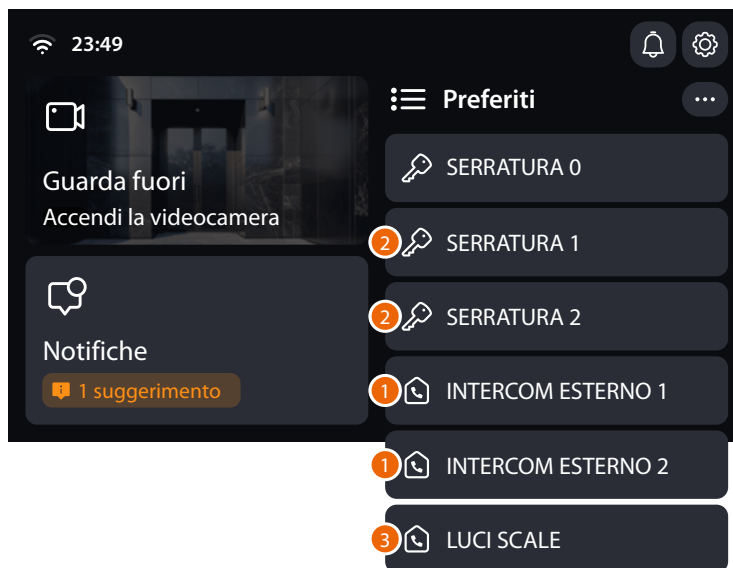 23:49
Guarda fuori
Accendi la videocamera
Notifiche
1 suggerimento
Preferiti
SERRATURA 0
2 SERRATURA 1
2 SERRATURA 2
1 INTERCOM ESTERNO 1
1 INTERCOM ESTERNO 2
3 LUCI SCALE